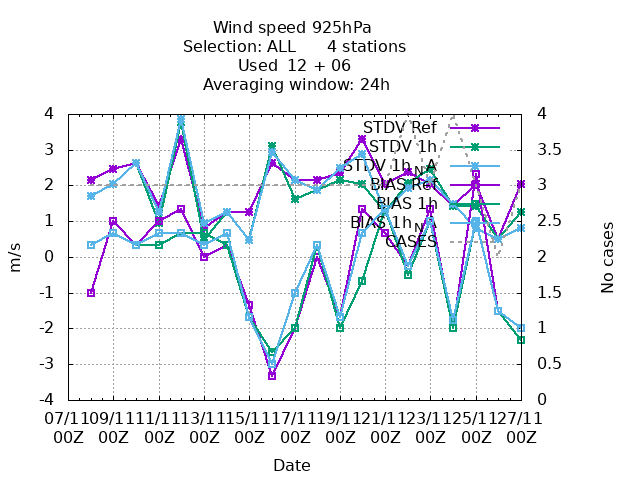 Wind speed 925hPa
Selection: ALL 4 stations
Used 12 + 06
Averaging window: 24h
4 4
STDV Ref
3 3.5
STDV 1h
STDV 1h_NA
2 3
BIAS Ref
BIAS 1h
1 2.5
BIAS 1h_NA
CASES
0 2
m/s
No cases
-1 1.5
-2 1
-3 0.5
-4 0
07/11 09/11 11/11 13/11 15/11 17/11 19/11 21/11 23/11 25/11 27/11
00Z 00Z 00Z 00Z 00Z 00Z 00Z 00Z 00Z 00Z 00Z
Date